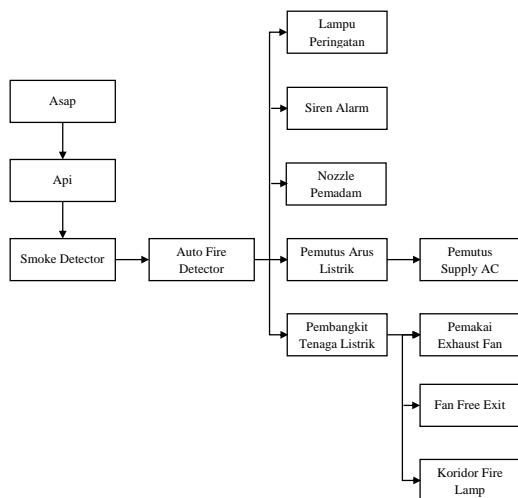 Lampu
Peringatan
Asap
Siren Alarm
Api
Nozzle
Pemadam
Smoke Detector
Auto Fire
Detector
Pemutus Arus
Listrik
Pemutus
Supply AC
Pembangkit
Tenaga Listrik
Pemakai
Exhaust Fan
Fan Free Exit
Koridor Fire
Lamp